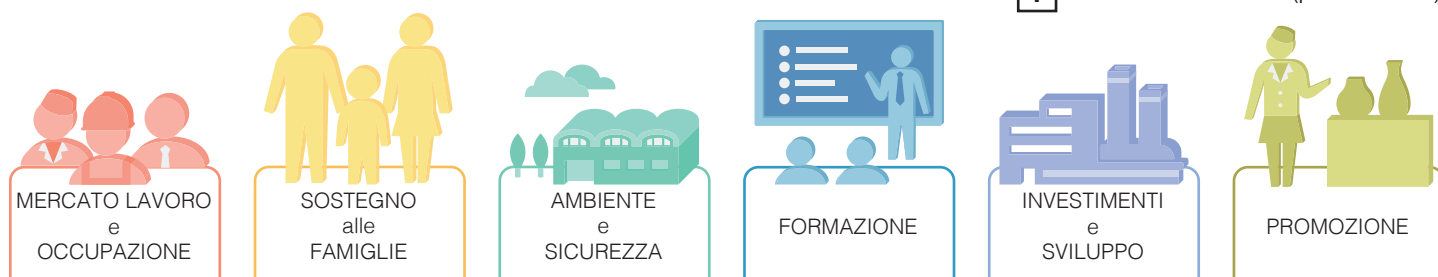 MERCATO LAVORO
e
OCCUPAZIONE
SOSTEGNO
alle
FAMIGLIE
AMBIENTE
e
SICUREZZA
FORMAZIONE
INVESTIMENTI
e
SVILUPPO
PROMOZIONE